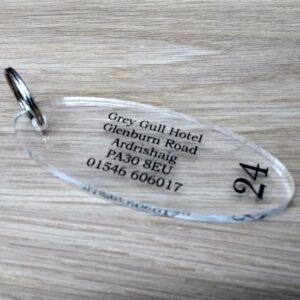 Grey Gull Hotel
Glenburn Road
Ardrishaig
PA30 8EU
01546 606017
24